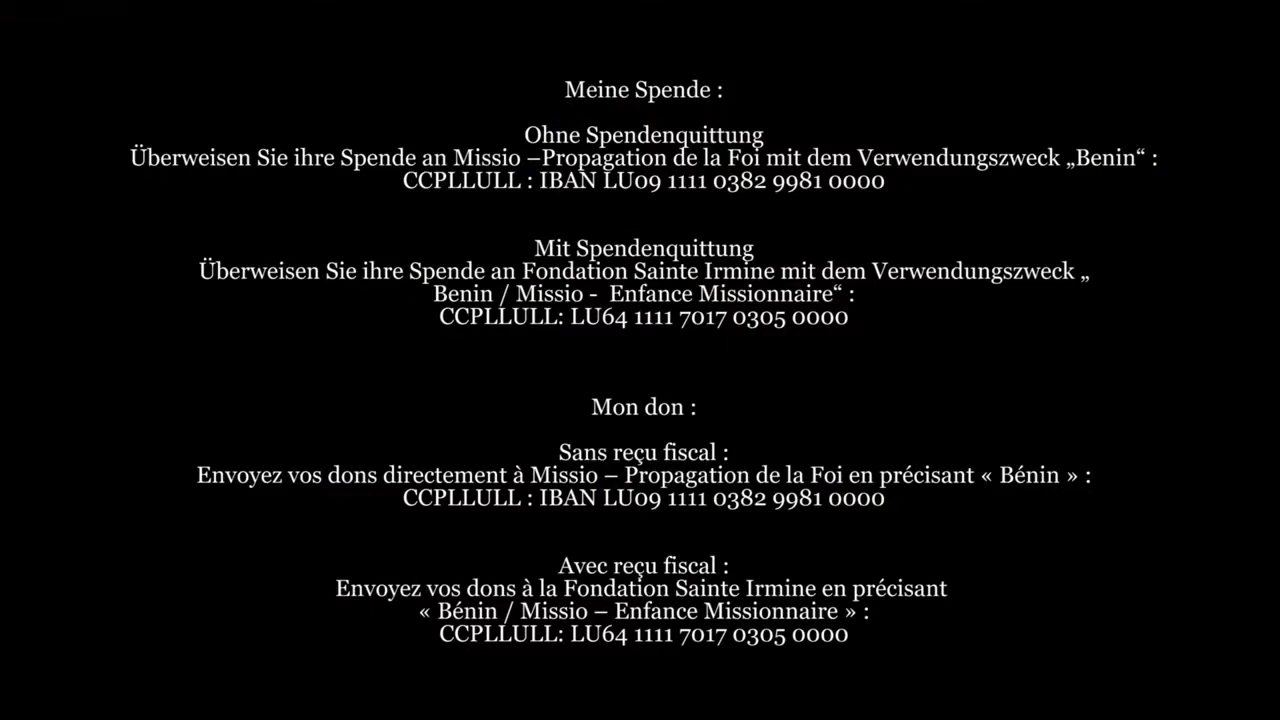 Meine Spende :
Ohne Spendenquittung
Überweisen Sie ihre Spende an Missio –Propagation de la Foi mit dem Verwendungszweck „Benin“ :
CCPLLULL : IBAN LU09 1111 0382 9981 0000
Mit Spendenquittung
Überweisen Sie ihre Spende an Fondation Sainte Irmine mit dem Verwendungszweck „
Benin / Missio - Enfance Missionnaire“ :
CCPLLULL: LU64 1111 7017 0305 0000
Mon don :
Sans reçu fiscal :
Envoyez vos dons directement à Missio – Propagation de la Foi en précisant « Bénin » :
CCPLLULL : IBAN LU09 1111 0382 9981 0000
Avec reçu fiscal :
Envoyez vos dons à la Fondation Sainte Irmine en précisant
« Bénin / Missio – Enfance Missionnaire » :
CCPLLULL: LU64 1111 7017 0305 0000